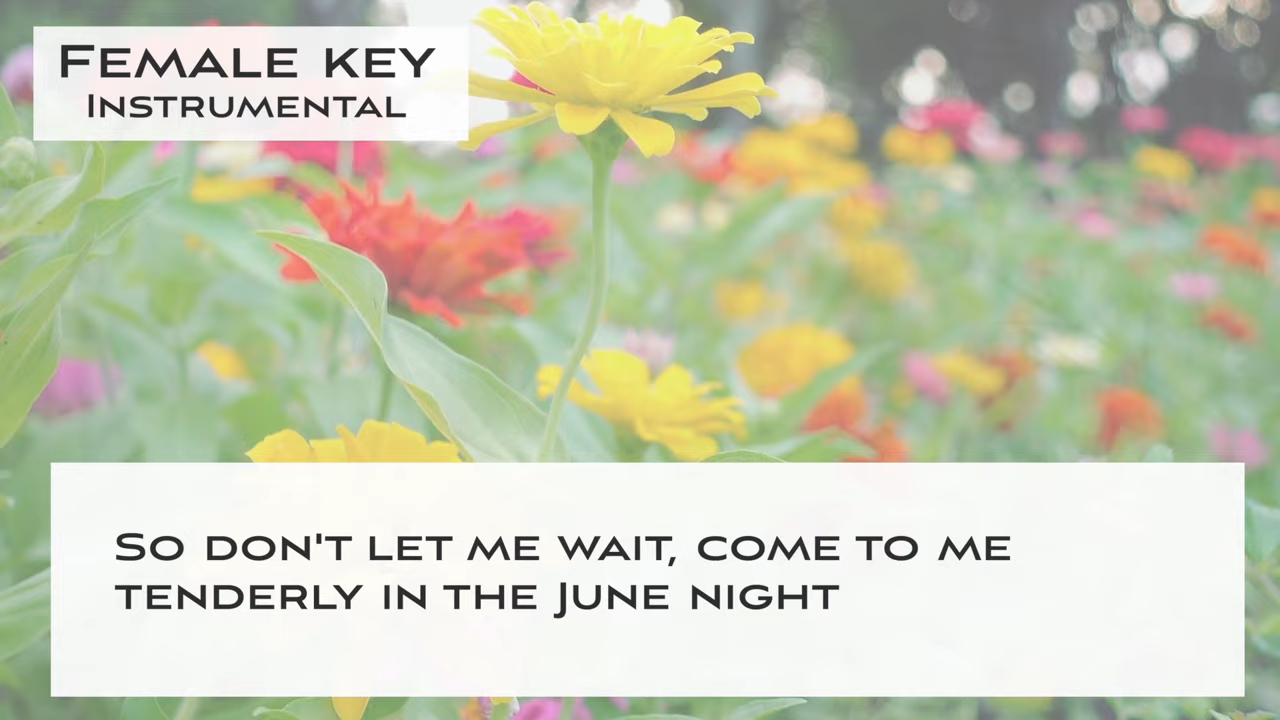 Female key
Instrumental
So don't let me wait, come to me
tenderly in the June night